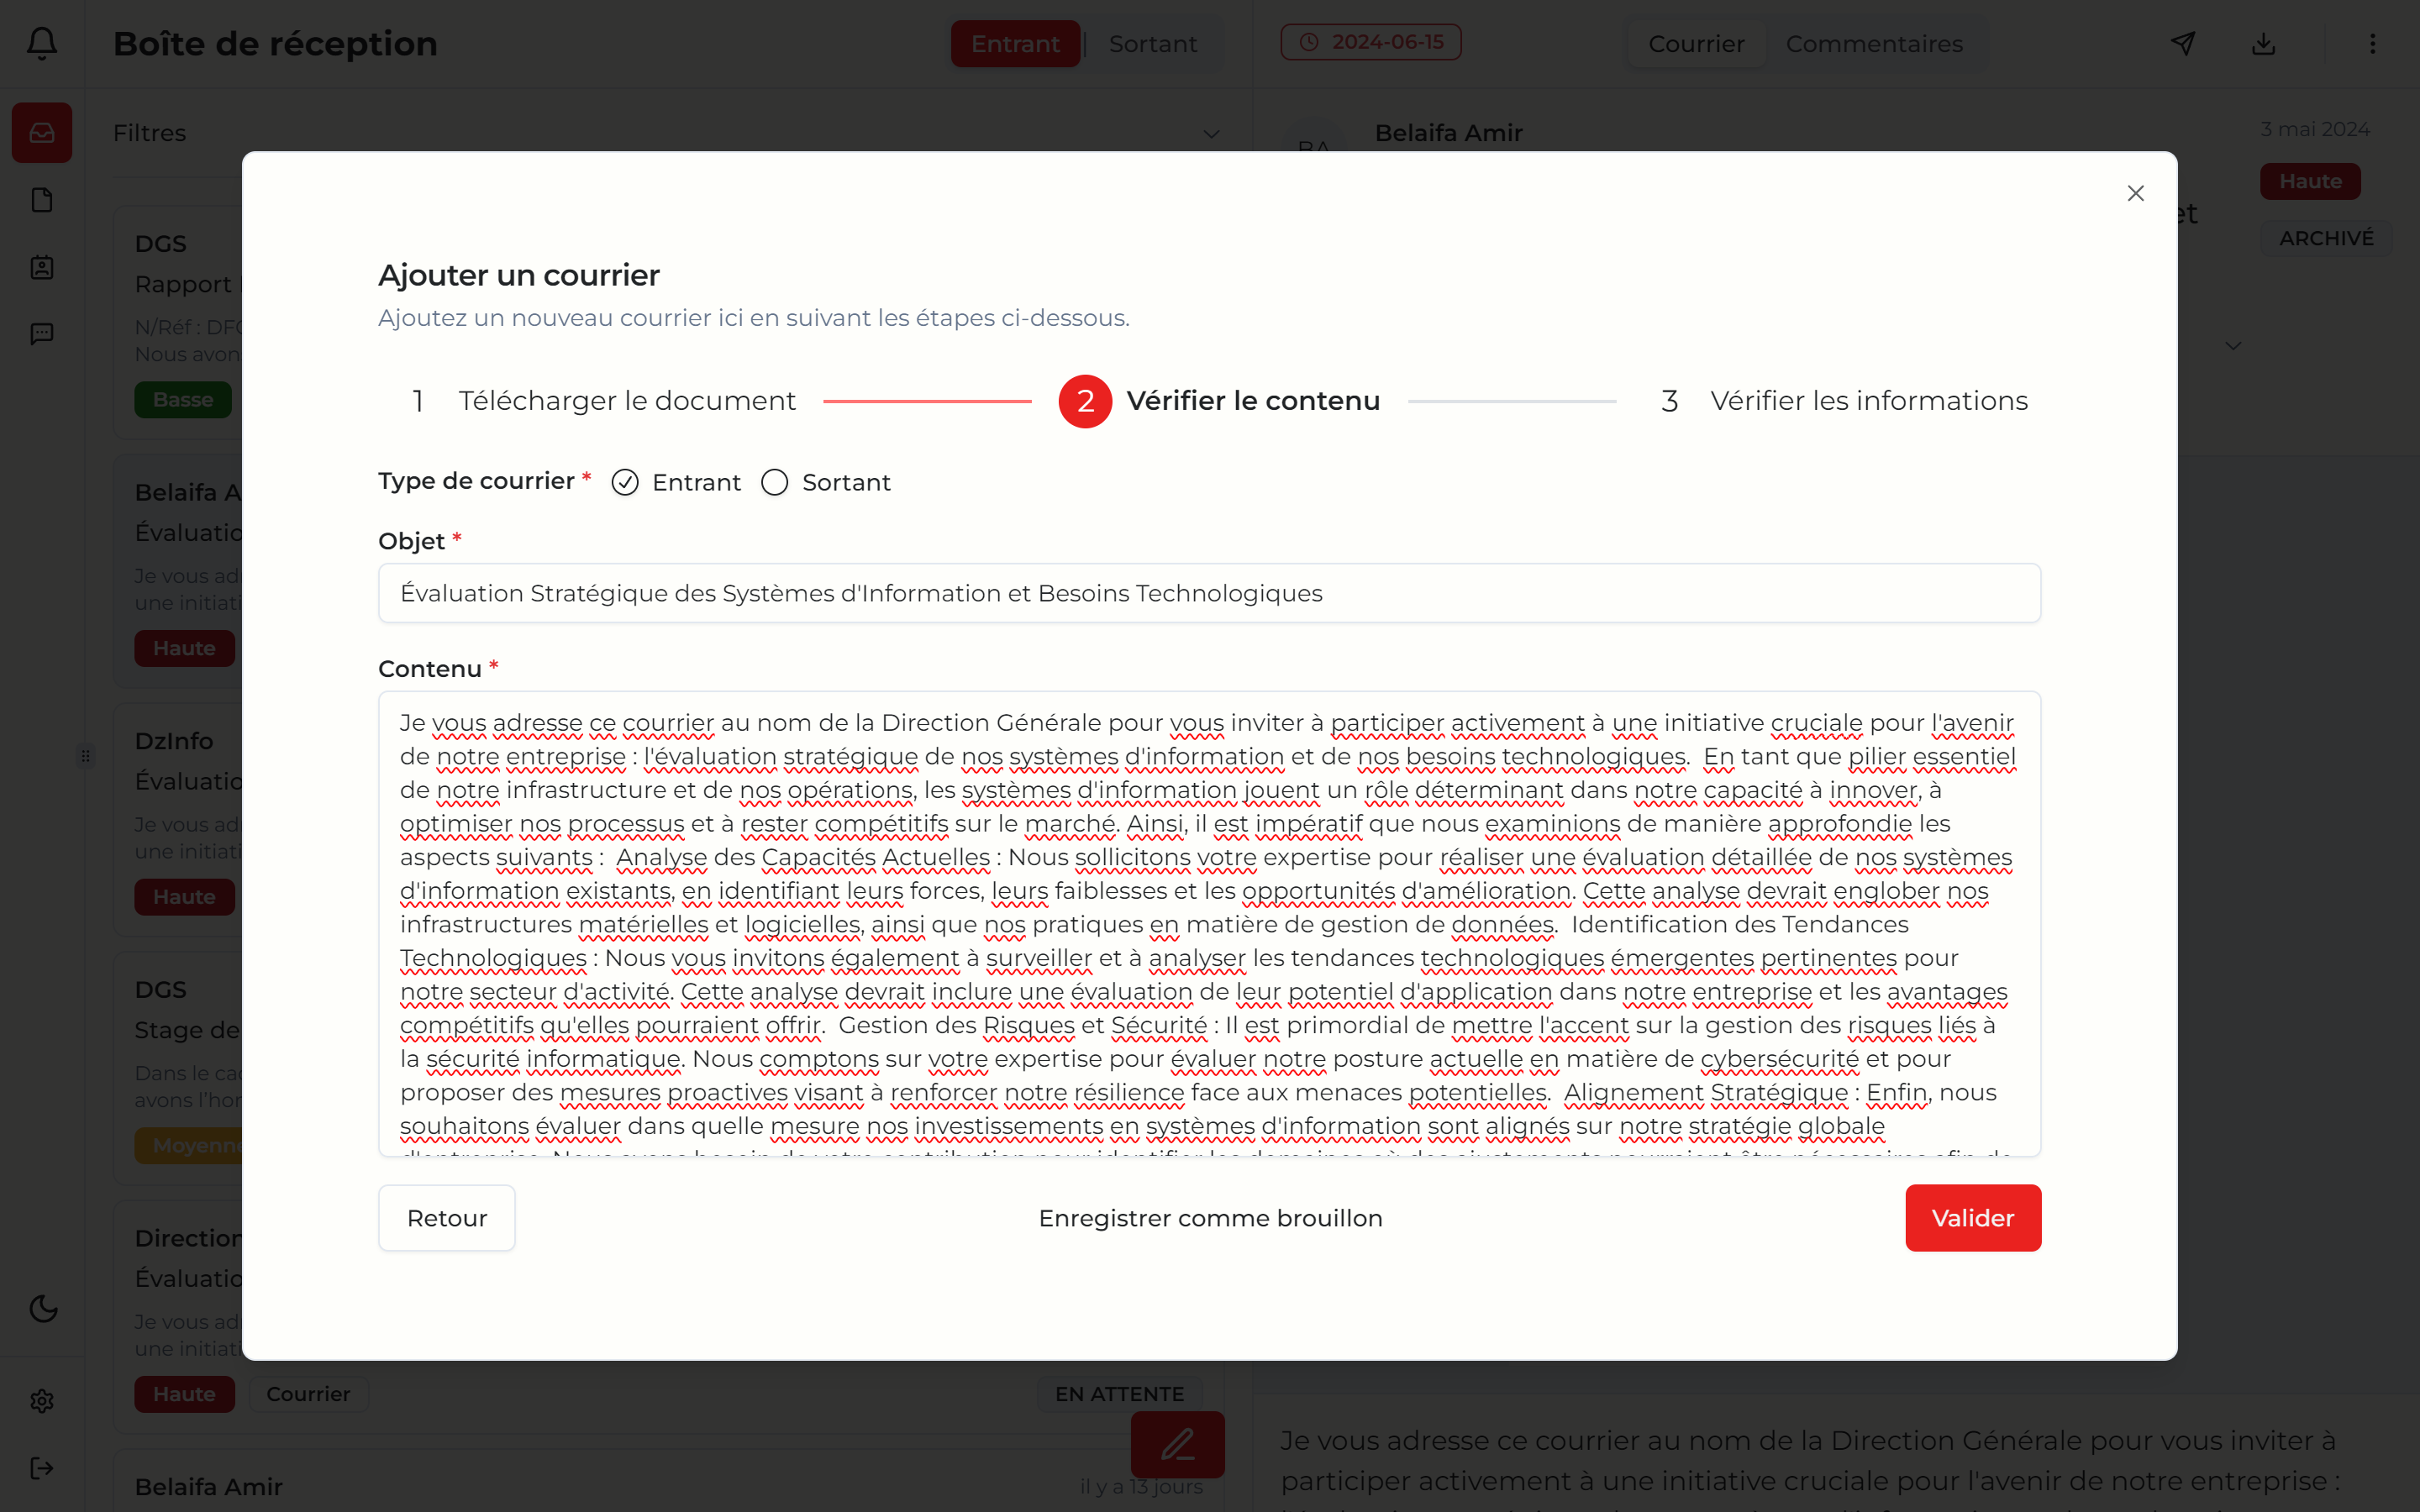 Boîte de réception
Entrant
Sortant
2024-06-15
Courrier
Commentaires
Filtres
Belaifa Amir
3 mai 2024
Haute
et
ARCHIVÉ
DGS
Rapport
N/Réf :
Nous
Basse
Belaifa
Je vous
une
Haute
DzInfo
Je vous
une
Haute
DGS
Stage de
Dans le
avons
Moyenne
Direction
Je vous
une
Haute
Courrier
EN ATTENTE
Belaifa Amir
il y a 13 jours
Ajouter un courrier
Ajoutez un nouveau courrier ici en suivant les étapes ci-dessous.
1 Télécharger le document
2 Vérifier le contenu
3 Vérifier les informations
Type de courrier * Entrant Sortant
Objet *
Évaluation Stratégique des Systèmes d'Information et Besoins Technologiques
Contenu *
Je vous adresse ce courrier au nom de la Direction Générale pour vous inviter à participer activement à une initiative cruciale pour l'avenir
de notre entreprise : l'évaluation stratégique de nos systèmes d'information et de nos besoins technologiques.  En tant que pilier essentiel
de notre infrastructure et de nos opérations, les systèmes d'information jouent un rôle déterminant dans notre capacité à innover, à
optimiser nos processus et à rester compétitifs sur le marché. Ainsi, il est impératif que nous examinions de manière approfondie les
aspects suivants :  Analyse des Capacités Actuelles : Nous sollicitons votre expertise pour réaliser une évaluation détaillée de nos systèmes
d'information existants, en identifiant leurs forces, leurs faiblesses et les opportunités d'amélioration. Cette analyse devrait englober nos
infrastructures matérielles et logicielles, ainsi que nos pratiques en matière de gestion de données.  Identification des Tendances
Technologiques : Nous vous invitons également à surveiller et à analyser les tendances technologiques émergentes pertinentes pour
notre secteur d'activité. Cette analyse devrait inclure une évaluation de leur potentiel d'application dans notre entreprise et les avantages
compétitifs qu'elles pourraient offrir.  Gestion des Risques et Sécurité : Il est primordial de mettre l'accent sur la gestion des risques liés à
la sécurité informatique. Nous comptons sur votre expertise pour évaluer notre posture actuelle en matière de cybersécurité et pour
proposer des mesures proactives visant à renforcer notre résilience face aux menaces potentielles.  Alignement Stratégique : Enfin, nous
souhaitons évaluer dans quelle mesure nos investissements en systèmes d'information sont alignés sur notre stratégie globale
Retour
Enregistrer comme brouillon
Valider
Je vous adresse ce courrier au nom de la Direction Générale pour vous inviter à
participer activement à une initiative cruciale pour l'avenir de notre entreprise :